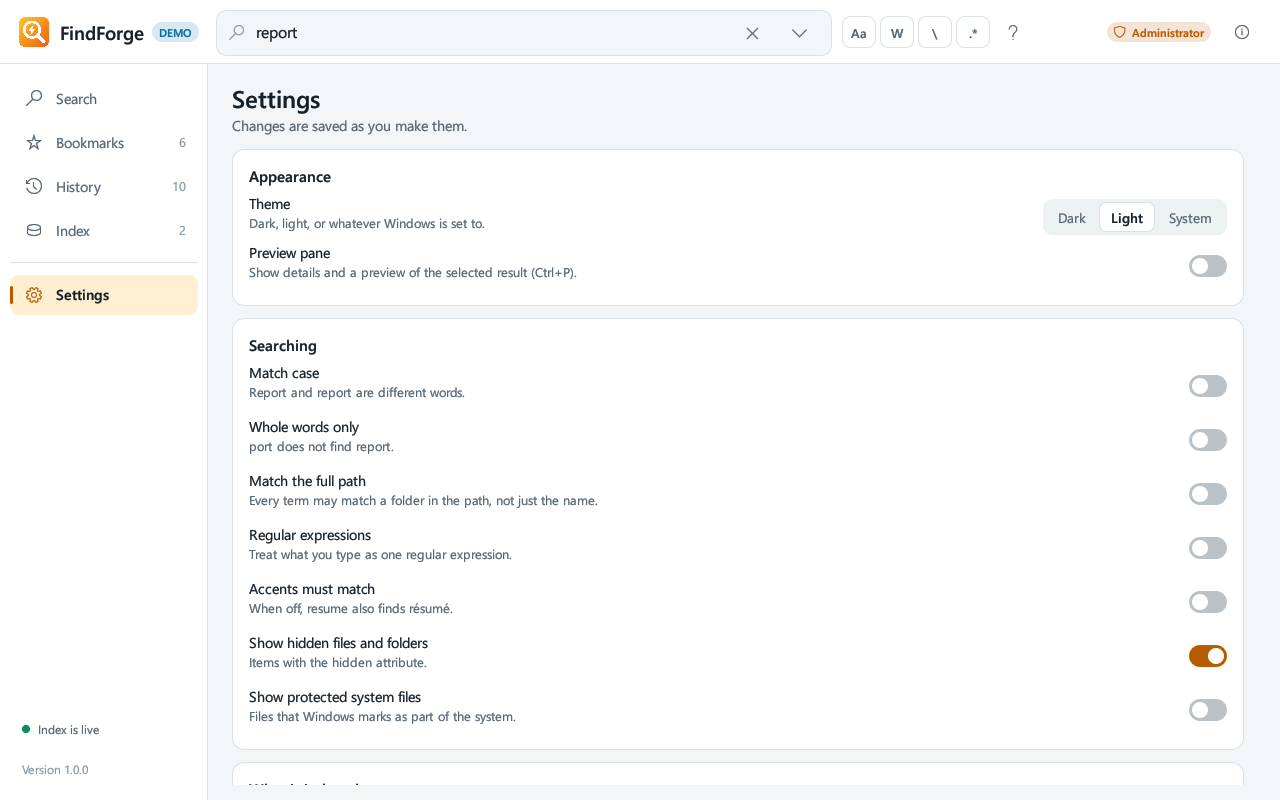 FindForge DEMO
report
Aa W \ .* ?
Administrator
Search
Bookmarks 6
History 10
Index 2
Settings
Index is live
Version 1.0.0
Settings
Changes are saved as you make them.
Appearance
Theme
Dark, light, or whatever Windows is set to.
Dark Light System
Preview pane
Show details and a preview of the selected result (Ctrl+P).
Searching
Match case
Report and report are different words.
Whole words only
port does not find report.
Match the full path
Every term may match a folder in the path, not just the name.
Regular expressions
Treat what you type as one regular expression.
Accents must match
When off, resume also finds résumé.
Show hidden files and folders
Items with the hidden attribute.
Show protected system files
Files that Windows marks as part of the system.